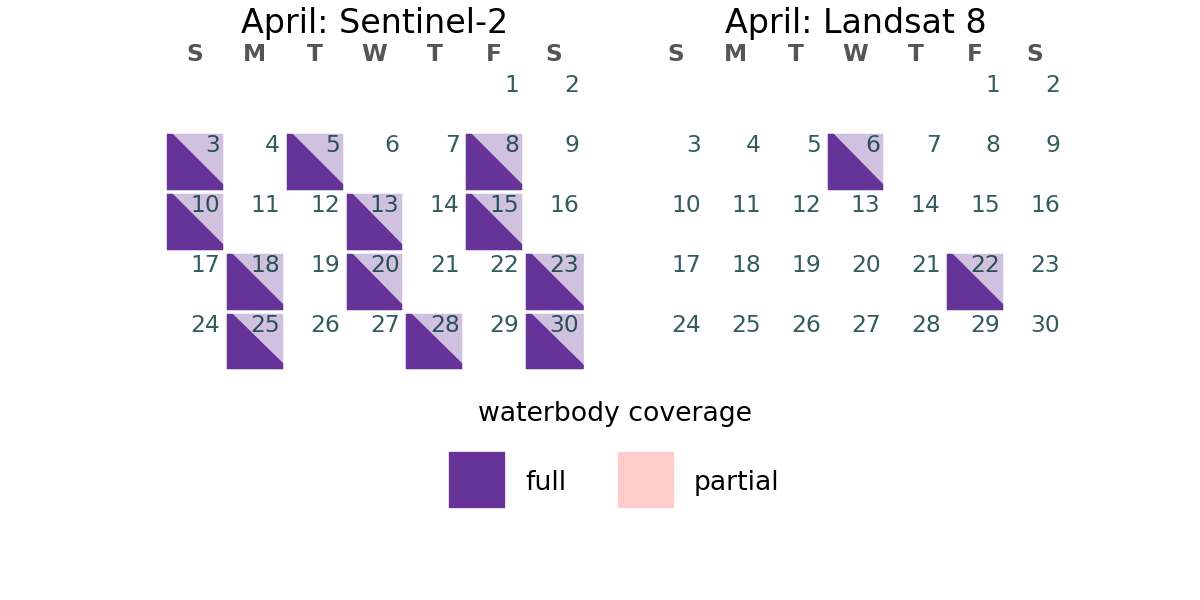 April: Sentinel-2
S M T W T F S
1 2
3 4 5 6 7 8 9
10 11 12 13 14 15 16
17 18 19 20 21 22 23
24 25 26 27 28 29 30
April: Landsat 8
S M T W T F S
1 2
3 4 5 6 7 8 9
10 11 12 13 14 15 16
17 18 19 20 21 22 23
24 25 26 27 28 29 30
waterbody coverage
full partial